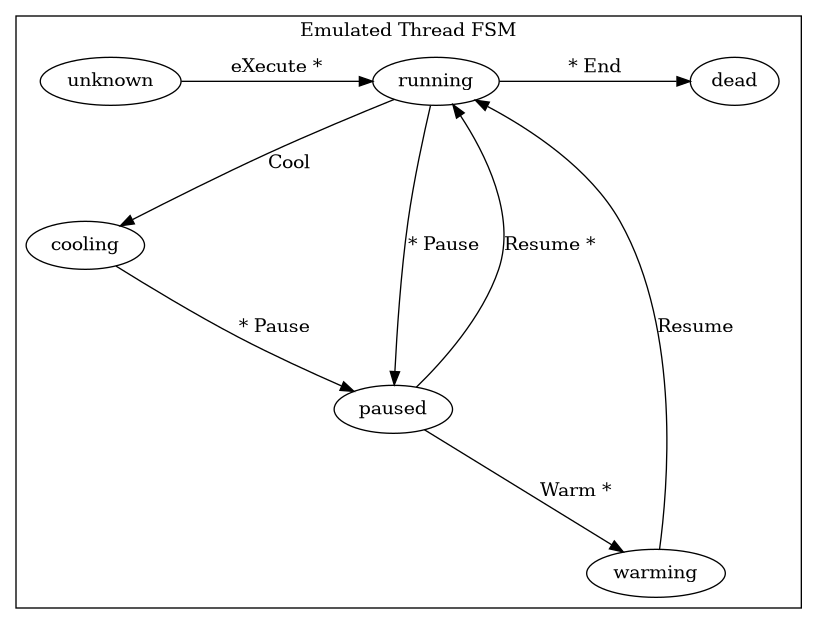 Emulated Thread FSM
unknown
eXecute *
running
* End
dead
Cool
cooling
* Pause
Resume *
* Pause
Resume
paused
Warm *
warming